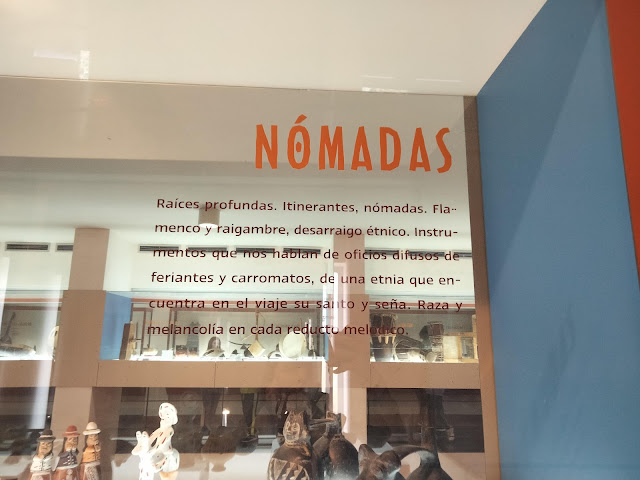 NÓMADAS
Raíces profundas. Itinerantes, nómadas. Fla-
menco y raigambre, desarraigo étnico. Instru-
mentos que nos hablan de oficios difusos de
feriantes y carromatos, de una etnia que en-
cuentra en el viaje su santo y seña. Raza y
melancolía en cada reducto melódico.